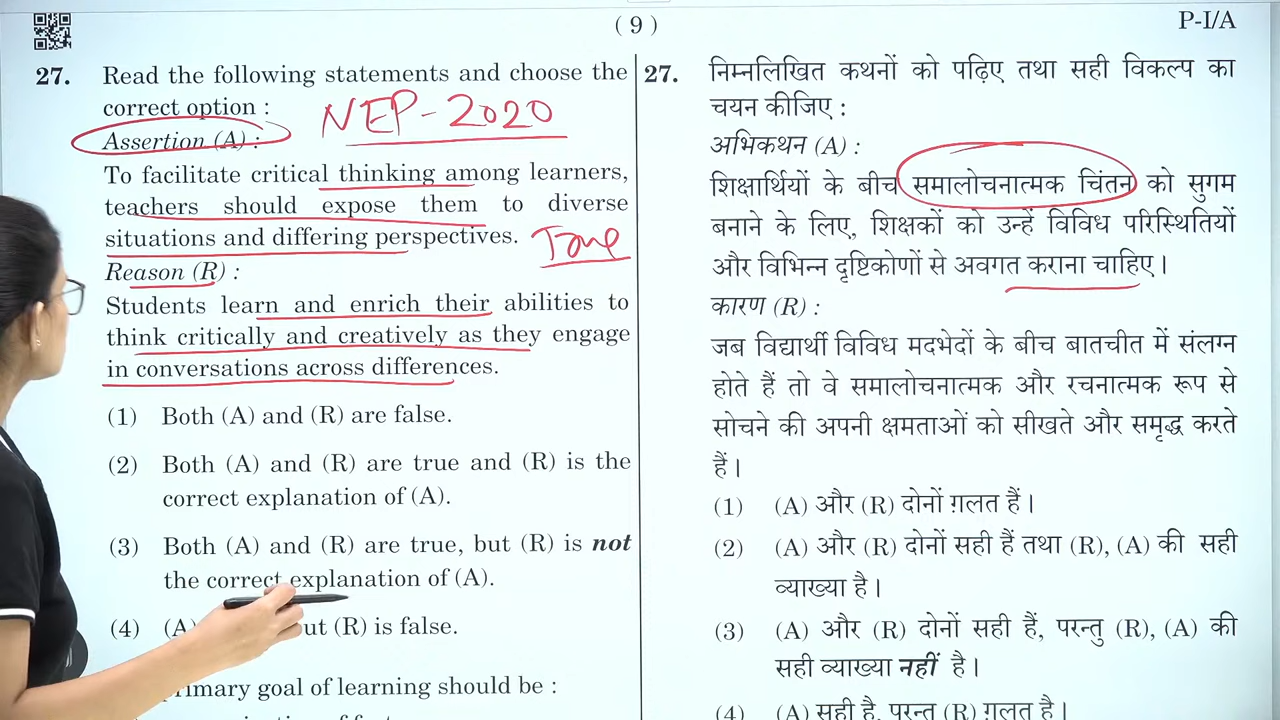 ( 9 )
P-I/A
27. Read the following statements and choose the
correct option :
NEP-2020
Assertion (A) :
To facilitate critical thinking among learners,
teachers should expose them to diverse
situations and differing perspectives.
True
Reason (R) :
Students learn and enrich their abilities to
think critically and creatively as they engage
in conversations across differences.
(1) Both (A) and (R) are false.
(2) Both (A) and (R) are true and (R) is the
correct explanation of (A).
(3) Both (A) and (R) are true, but (R) is not
the correct explanation of (A).
(4) (A) but (R) is false.
primary goal of learning should be :
27. निम्नलिखित कथनों को पढ़िए तथा सही विकल्प का
चयन कीजिए :
अभिकथन (A) :
शिक्षार्थियों के बीच समालोचनात्मक चिंतन को सुगम
बनाने के लिए, शिक्षकों को उन्हें विविध परिस्थितियों
और विभिन्न दृष्टिकोणों से अवगत कराना चाहिए।
कारण (R) :
जब विद्यार्थी विविध मदभेदों के बीच बातचीत में संलग्न
होते हैं तो वे समालोचनात्मक और रचनात्मक रूप से
सोचने की अपनी क्षमताओं को सीखते और समृद्ध करते
हैं।
(1) (A) और (R) दोनों ग़लत हैं।
(2) (A) और (R) दोनों सही हैं तथा (R), (A) की सही
व्याख्या है।
(3) (A) और (R) दोनों सही हैं, परन्तु (R), (A) की
सही व्याख्या नहीं है।
(4) (A) सही है, परन्तु (R) ग़लत है।